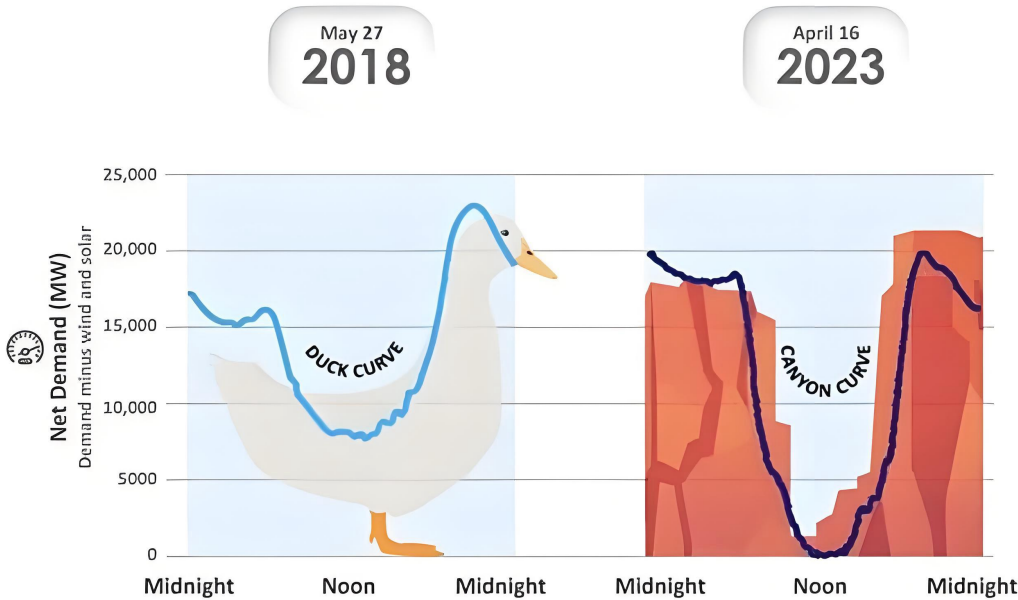 May 27
2018
April 16
2023
Net Demand (MW)
Demand minus wind and solar
25,000
20,000
15,000
10,000
5000
0
DUCK CURVE
CANYON CURVE
Midnight
Noon
Midnight
Midnight
Noon
Midnight